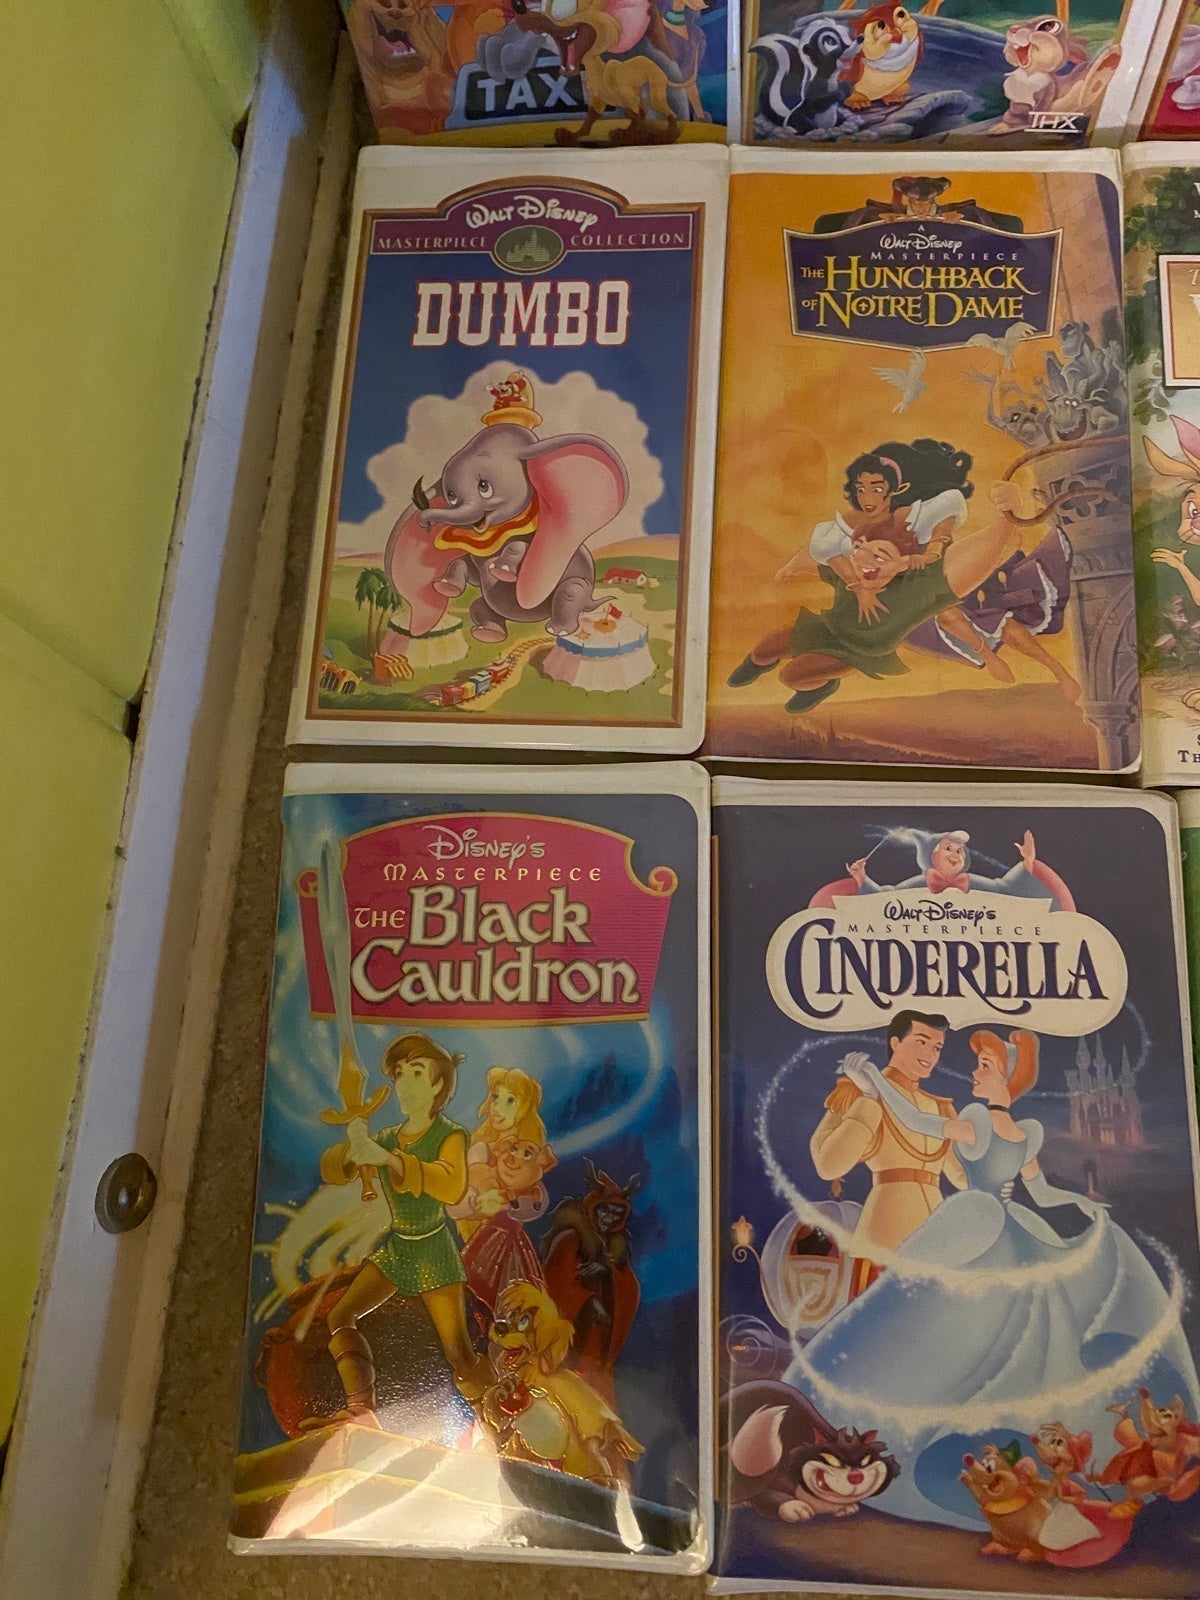 TAXI
THX
WALT DISNEY
MASTERPIECE COLLECTION
DUMBO
A
WALT DISNEY
MASTERPIECE
THE HUNCHBACK
OF NOTRE DAME
DISNEY'S
MASTERPIECE
THE Black
Cauldron
WALT DISNEY'S
MASTERPIECE
CINDERELLA